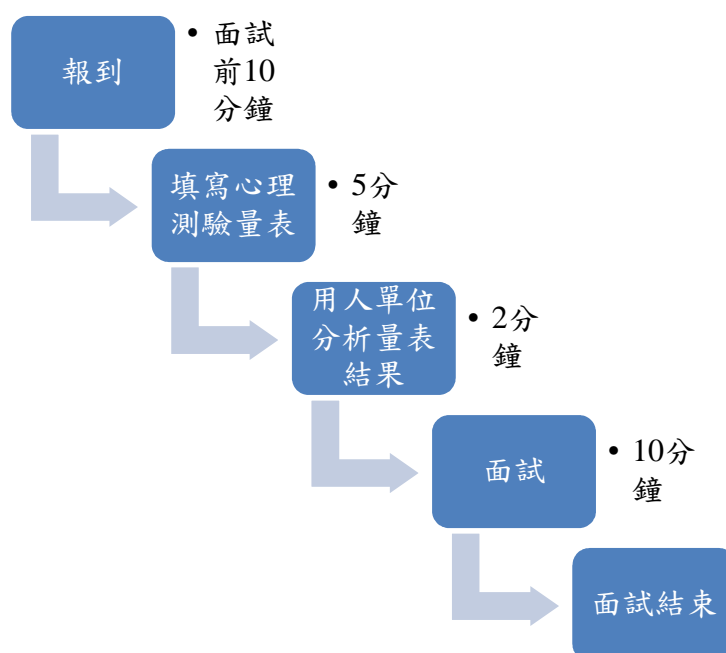 報到
• 面試
前10
分鐘
填寫心理
測驗量表
• 5分
鐘
用人單位
分析量表
結果
• 2分
鐘
面試
• 10分
鐘
面試結束